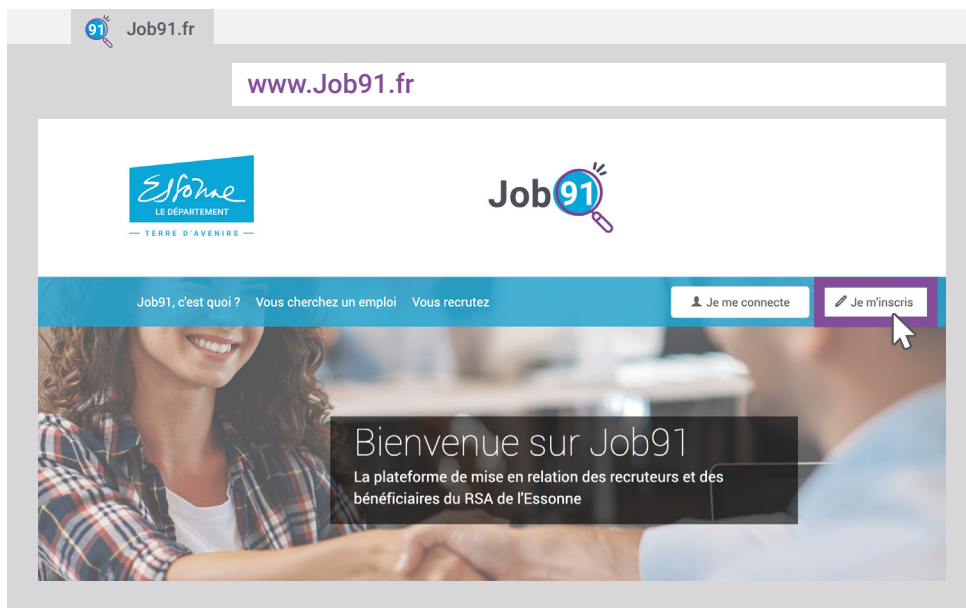 91 Job91.fr
www.Job91.fr
Essonne
LE DÉPARTEMENT
— TERRE D'AVENIRS —
Job91
Job91, c'est quoi ? Vous cherchez un emploi Vous recrutez Je me connecte Je m'inscris
Bienvenue sur Job91
La plateforme de mise en relation des recruteurs et des
bénéficiaires du RSA de l'Essonne